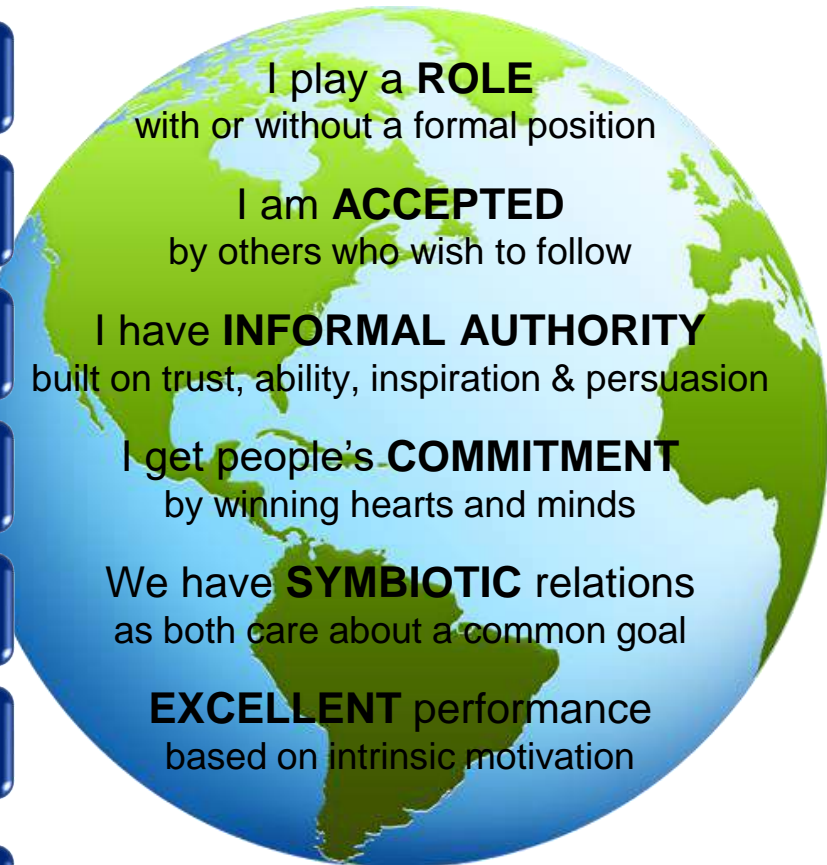 I play a ROLE
with or without a formal position
I am ACCEPTED
by others who wish to follow
I have INFORMAL AUTHORITY
built on trust, ability, inspiration & persuasion
I get people's COMMITMENT
by winning hearts and minds
We have SYMBIOTIC relations
as both care about a common goal
EXCELLENT performance
based on intrinsic motivation